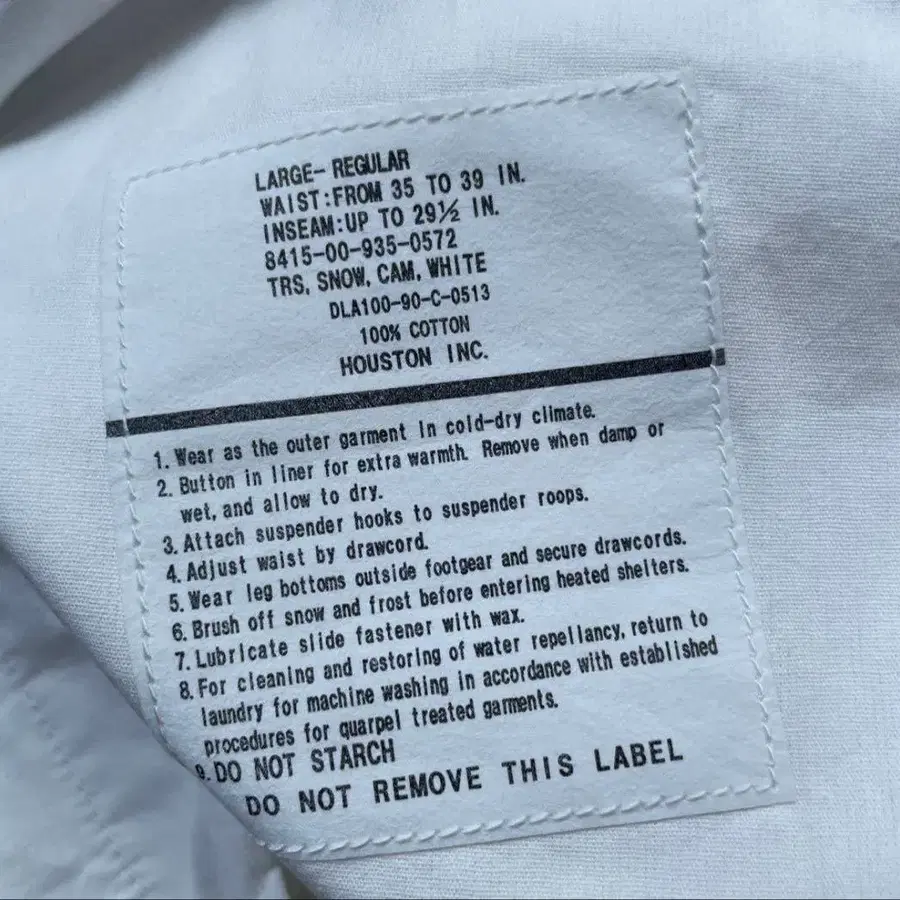 LARGE- REGULAR
WAIST:FROM 35 TO 39 IN.
INSEAM:UP TO 29½ IN.
8415-00-935-0572
TRS, SNOW, CAM, WHITE
DLA100-90-C-0513
100% COTTON
HOUSTON INC.
1. Wear as the outer garment In cold-dry climate.
2. Button in liner for extra warmth. Remove when damp or
wet, and allow to dry.
3. Attach suspender hooks to suspender roops.
4. Adjust waist by drawcord.
5. Wear leg bottoms outside footgear and secure drawcords.
6. Brush off snow and frost before entering heated shelters.
7. Lubricate slide fastener with wax.
8. For cleaning and restoring of water repellancy, return to
laundry for machine washing in accordance with established
procedures for quarpel treated garments.
9. DO NOT STARCH
DO NOT REMOVE THIS LABEL